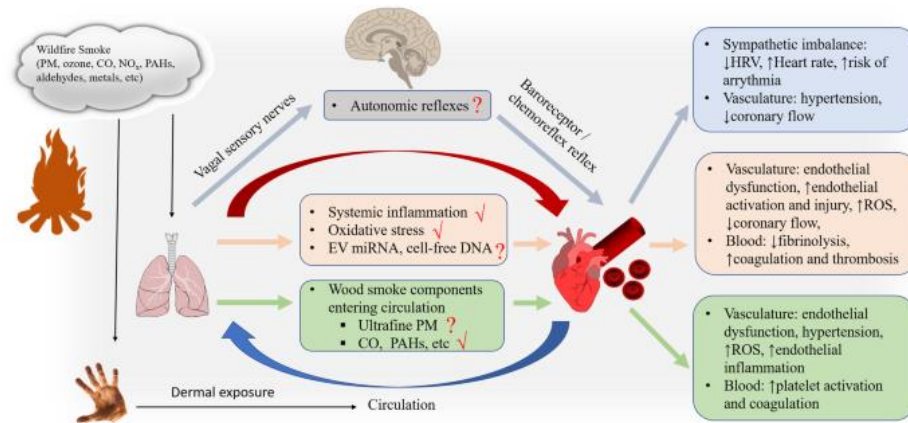 Wildfire Smoke
(PM, ozone, CO, NOx, PAHs,
aldehydes, metals, etc)
Vagal sensory nerves
• Autonomic reflexes ?
Baroreceptor /
chemoreflex reflex
• Systemic inflammation √
• Oxidative stress √
• EV miRNA, cell-free DNA ?
• Wood smoke components
entering circulation
▪ Ultrafine PM ?
▪ CO, PAHs, etc √
Dermal exposure
Circulation
• Sympathetic imbalance:
↓HRV, ↑Heart rate, ↑risk of
arrythmia
• Vasculature: hypertension,
↓coronary flow
• Vasculature: endothelial
dysfunction, ↑endothelial
activation and injury, ↑ROS,
↓coronary flow,
• Blood: ↓fibrinolysis,
↑coagulation and thrombosis
• Vasculature: endothelial
dysfunction, hypertension,
↑ROS, ↑endothelial
inflammation
• Blood: ↑platelet activation
and coagulation